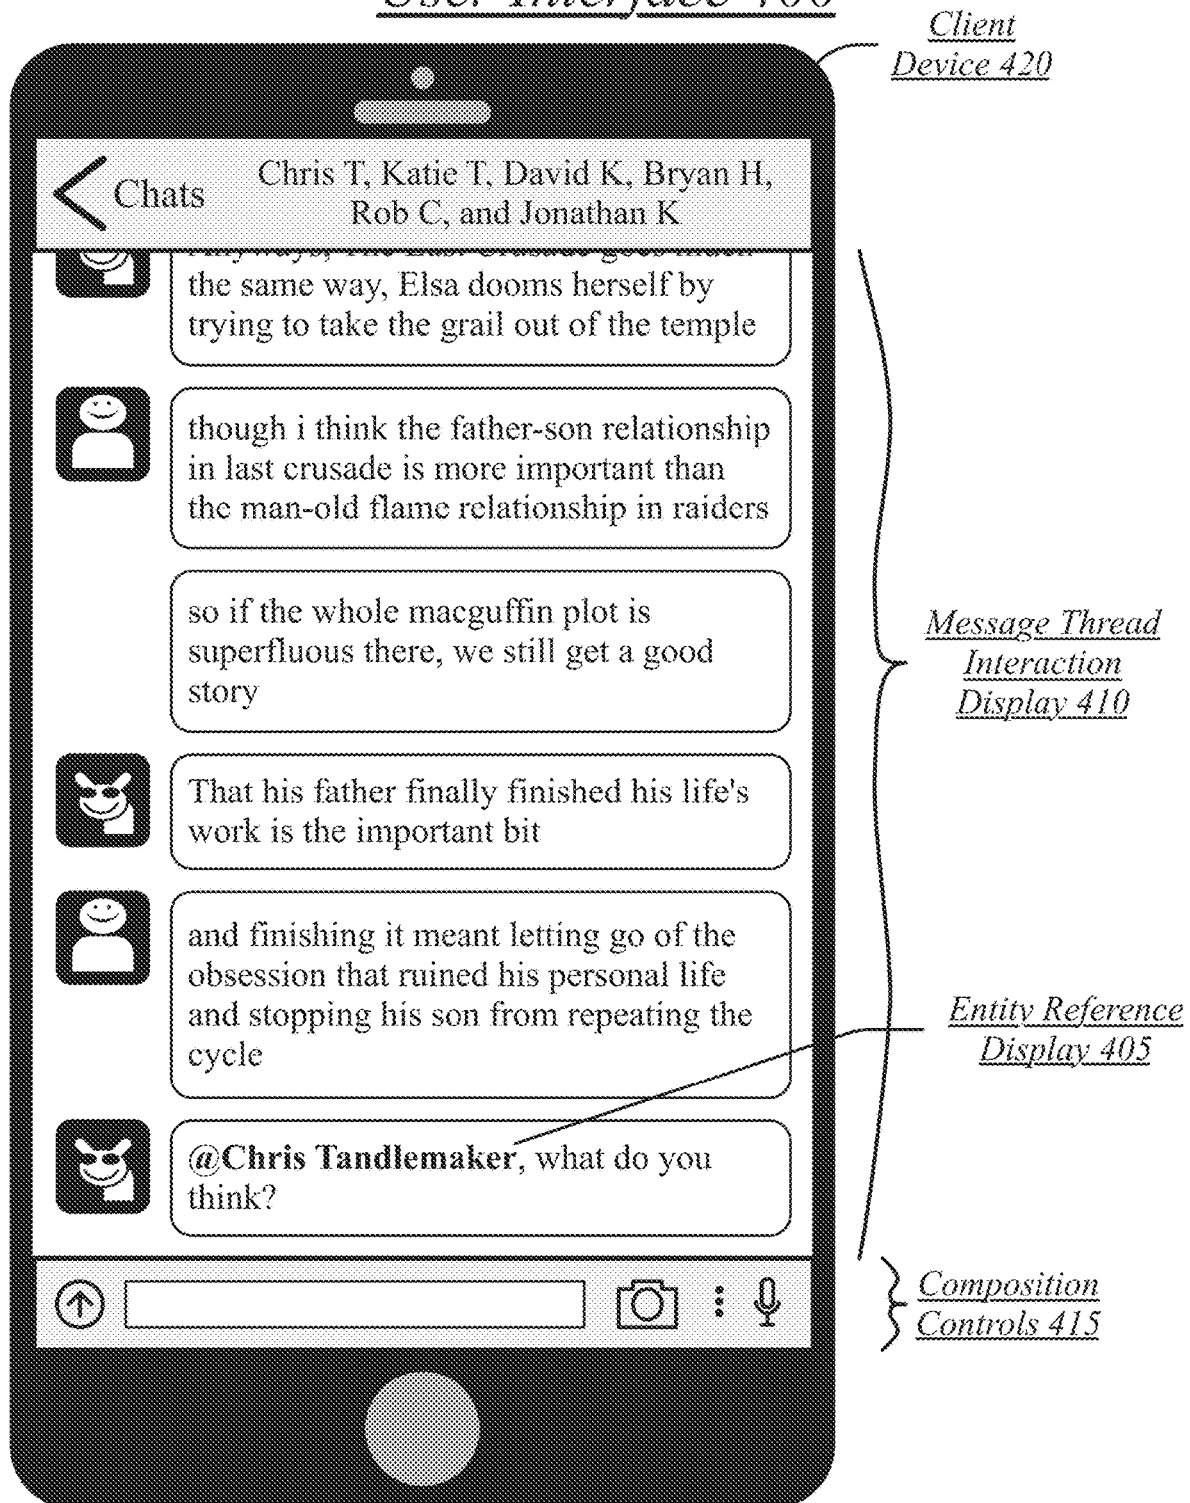 User Interface 400
Client
Device 420
Chats
Chris T, Katie T, David K, Bryan H,
Rob C, and Jonathan K
Anyways, The Last Crusade goes much
the same way, Elsa dooms herself by
trying to take the grail out of the temple
though i think the father-son relationship
in last crusade is more important than
the man-old flame relationship in raiders
so if the whole macguffin plot is
superfluous there, we still get a good
story
Message Thread
Interaction
Display 410
That his father finally finished his life's
work is the important bit
and finishing it meant letting go of the
obsession that ruined his personal life
and stopping his son from repeating the
cycle
Entity Reference
Display 405
@Chris Tandlemaker, what do you
think?
Composition
Controls 415